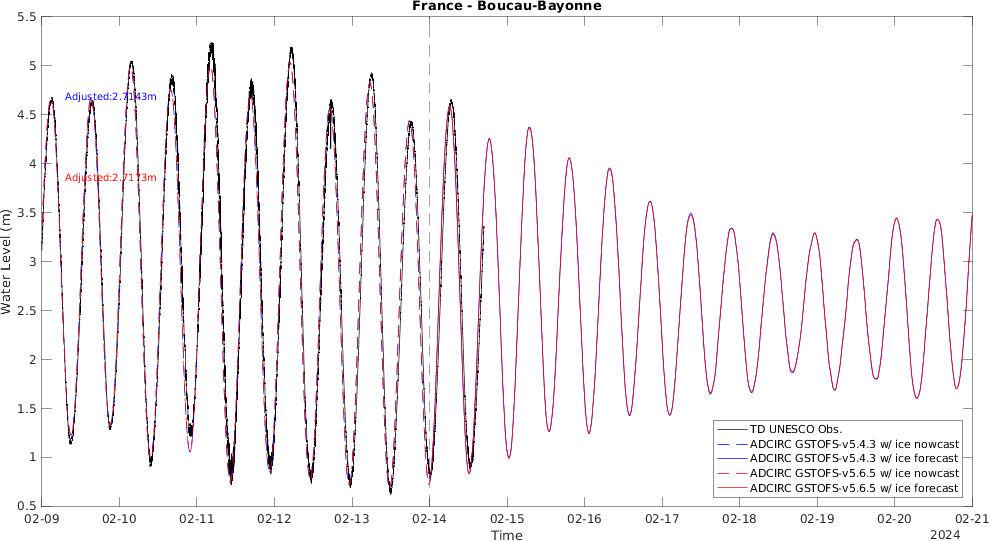 France - Boucau-Bayonne
Water Level (m)
5.5
5
4.5
4
3.5
3
2.5
2
1.5
1
0.5
Adjusted:2.7143m
Adjusted:2.7173m
TD UNESCO Obs.
ADCIRC GSTOFS-v5.4.3 w/ ice nowcast
ADCIRC GSTOFS-v5.4.3 w/ ice forecast
ADCIRC GSTOFS-v5.6.5 w/ ice nowcast
ADCIRC GSTOFS-v5.6.5 w/ ice forecast
02-09 02-10 02-11 02-12 02-13 02-14 02-15 02-16 02-17 02-18 02-19 02-20 02-21
Time
2024